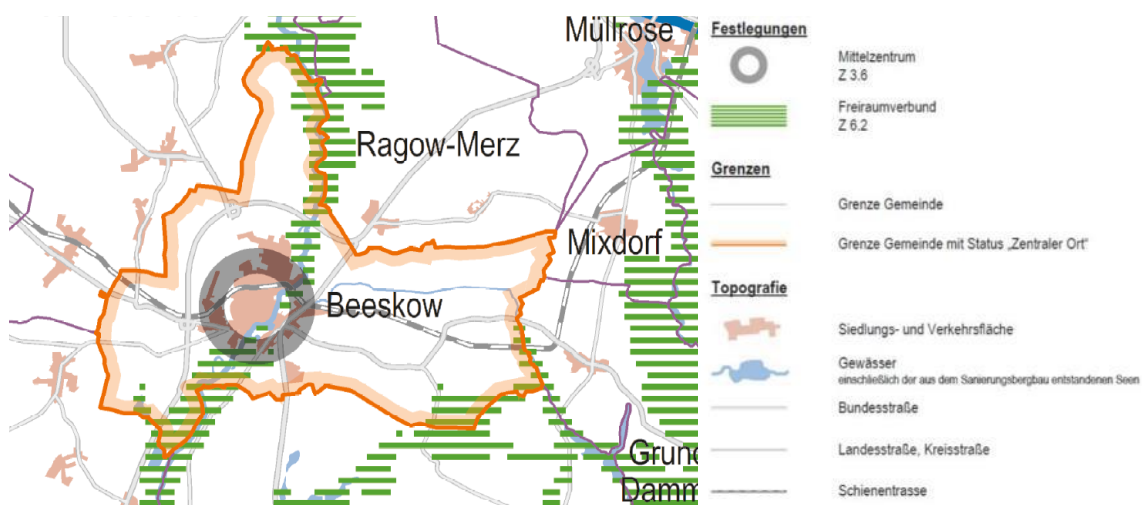 Müllrose
Ragow-Merz
Mixdorf
Beeskow
Grund
Damm
Festlegungen
Mittelzentrum
Z 3.6
Freiraumverbund
Z 6.2
Grenzen
Grenze Gemeinde
Grenze Gemeinde mit Status „Zentraler Ort“
Topografie
Siedlungs- und Verkehrsfläche
Gewässer
einschließlich der aus dem Sanierungsbergbau entstandenen Seen
Bundesstraße
Landesstraße, Kreisstraße
Schienentrasse